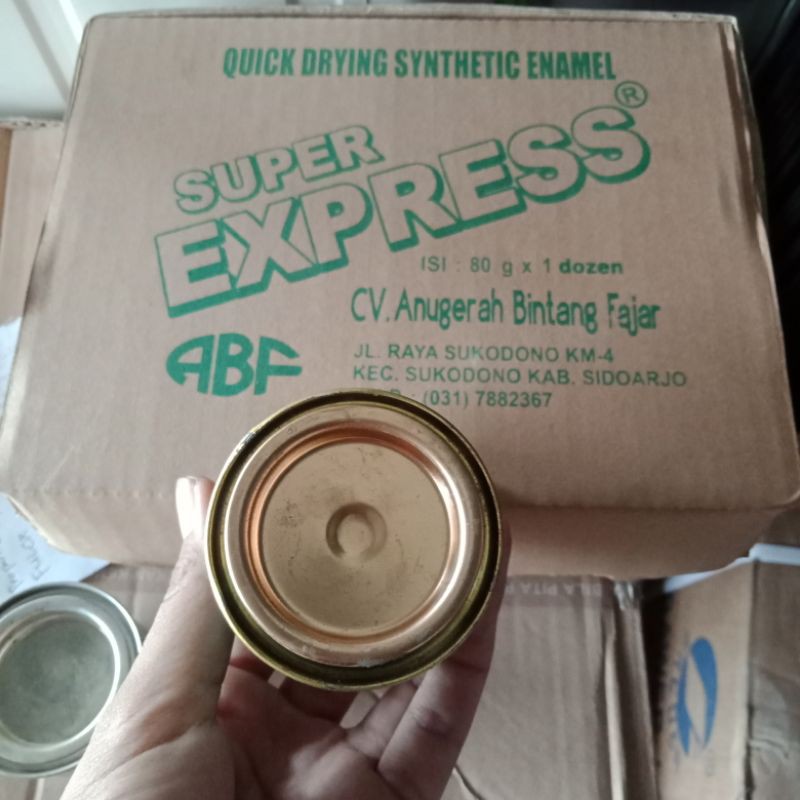 QUICK DRYING SYNTHETIC ENAMEL
SUPER
EXPRESS®
ISI : 80 g x 1 dozen
CV. Anugerah Bintang Fajar
ABF
JL. RAYA SUKODONO KM-4
KEC. SUKODONO KAB. SIDOARJO
(031) 7882367
PITA